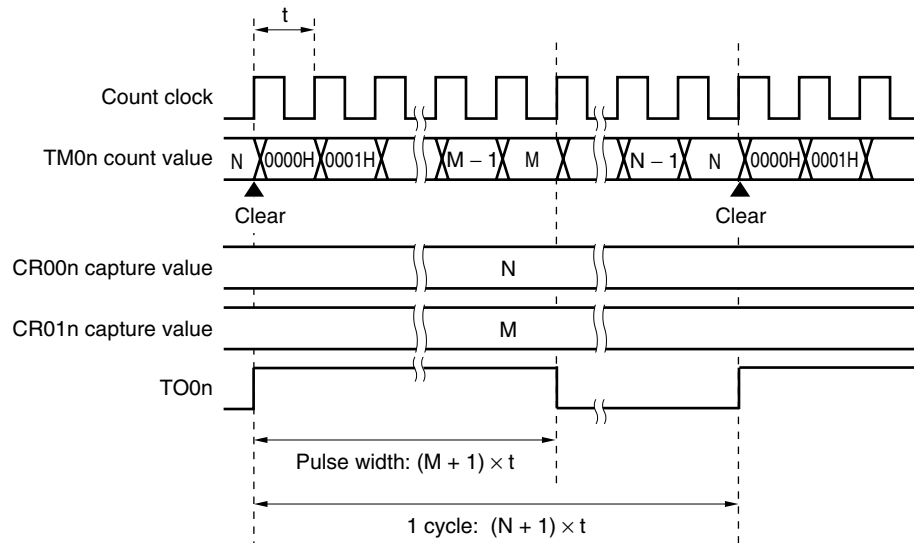 t
Count clock
TM0n count value N 0000H 0001H M – 1 M N – 1 N 0000H 0001H
Clear Clear
CR00n capture value N
CR01n capture value M
TO0n
Pulse width: (M + 1) × t
1 cycle: (N + 1) × t